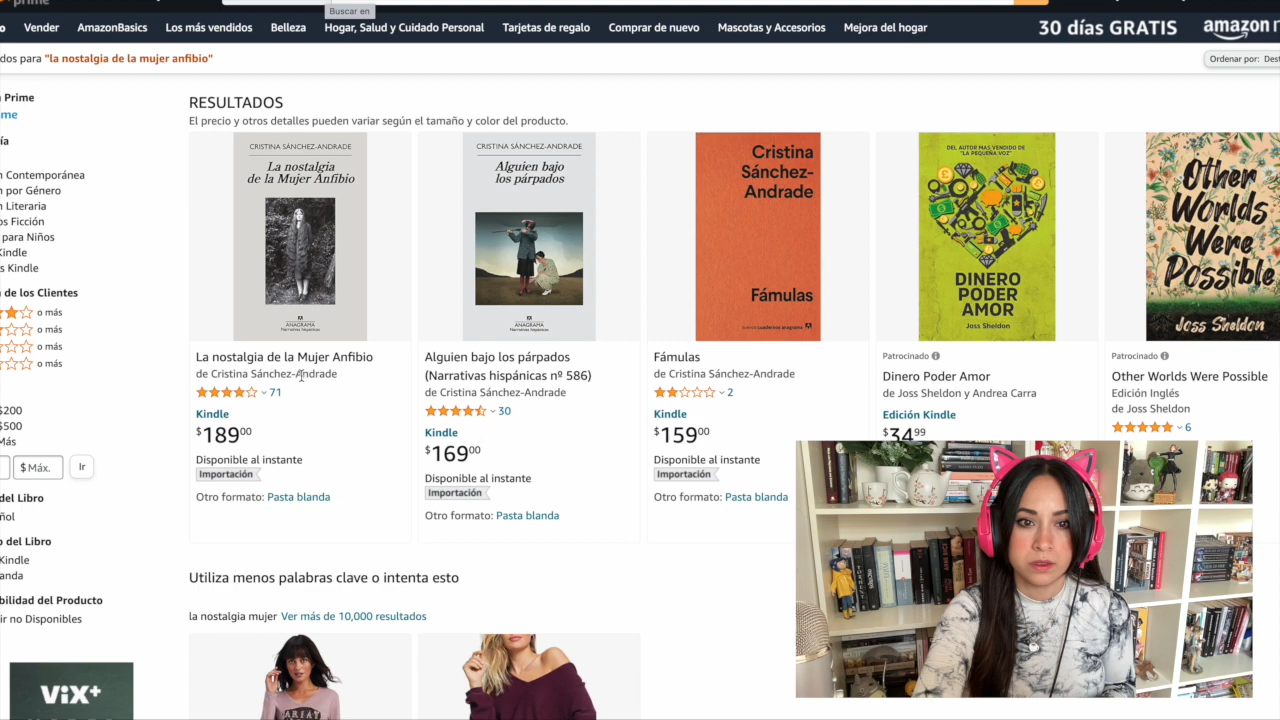 prime
Buscar en
o
Vender
AmazonBasics
Los más vendidos
Belleza
Hogar, Salud y Cuidado Personal
Tarjetas de regalo
Comprar de nuevo
Mascotas y Accesorios
Mejora del hogar
30 días GRATIS
amazon
dos para "la nostalgia de la mujer anfibio"
Ordenar por: Dest
Prime
me
ía
n Contemporánea
n por Género
n Literaria
os Ficción
para Niños
Kindle
s Kindle
de los Clientes
o más
o más
o más
o más
$200
$500
Más
$ Máx.
Ir
del Libro
ñol
o del Libro
Kindle
anda
bilidad del Producto
ir no Disponibles
ViX+
RESULTADOS
El precio y otros detalles pueden variar según el tamaño y color del producto.
CRISTINA SÁNCHEZ-ANDRADE
La nostalgia
de la Mujer Anfibio
ANAGRAMA
Narrativas hispánicas
La nostalgia de la Mujer Anfibio
de Cristina Sánchez-Andrade
71
Kindle
$18900
Disponible al instante
Importación
Otro formato: Pasta blanda
CRISTINA SÁNCHEZ-ANDRADE
Alguien bajo
los párpados
ANAGRAMA
Narrativas hispánicas
Alguien bajo los párpados
(Narrativas hispánicas nº 586)
de Cristina Sánchez-Andrade
30
Kindle
$16900
Disponible al instante
Importación
Otro formato: Pasta blanda
Cristina
Sánchez-
Andrade
Fámulas
Fámulas
de Cristina Sánchez-Andrade
2
Kindle
$15900
Disponible al instante
Importación
Otro formato: Pasta blanda
DEL AUTOR MAS VENDIDO DE
"LA PEQUEÑA VOZ"
DINERO
PODER
AMOR
Joss Sheldon
Patrocinado
Dinero Poder Amor
de Joss Sheldon y Andrea Carra
Edición Kindle
$3499
Other
Worlds
Were
Possible
Joss Sheldon
Patrocinado
Other Worlds Were Possible
Edición Inglés
de Joss Sheldon
6
Utiliza menos palabras clave o intenta esto
la nostalgia mujer Ver más de 10,000 resultados